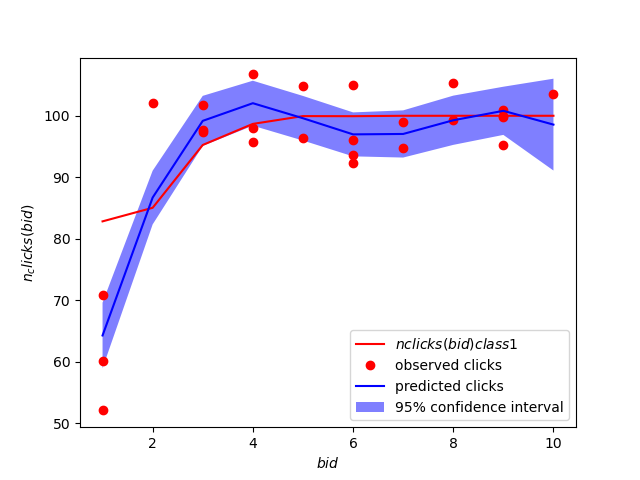 100
90
80
70
60
50
n_clicks(bid)
nclicks(bid)class1
observed clicks
predicted clicks
95% confidence interval
2
4
6
8
10
bid